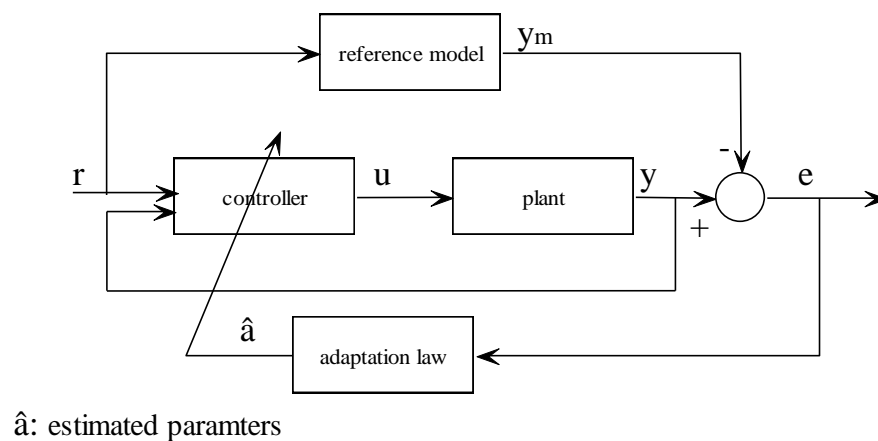 ym
reference model
-
r
controller
u
plant
y
+
e
â
adaptation law
â: estimated paramters